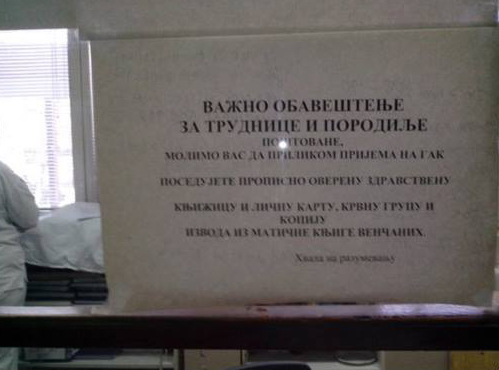 ВАЖНО ОБАВЕШТЕЊЕ
ЗА ТРУДНИЦЕ И ПОРОДИЉЕ
ПОШТОВАНЕ,
МОЛИМО ВАС ДА ПРИЛИКОМ ПРИЈЕМА НА ГАК
ПОСЕДУЈЕТЕ ПРОПИСНО ОВЕРЕНУ ЗДРАВСТВЕНУ
КЊИЖИЦУ И ЛИЧНУ КАРТУ, КРВНУ ГРУПУ И
КОПИЈУ
ИЗВОДА ИЗ МАТИЧНЕ КЊИГЕ ВЕНЧАНИХ.
Хвала на разумевању